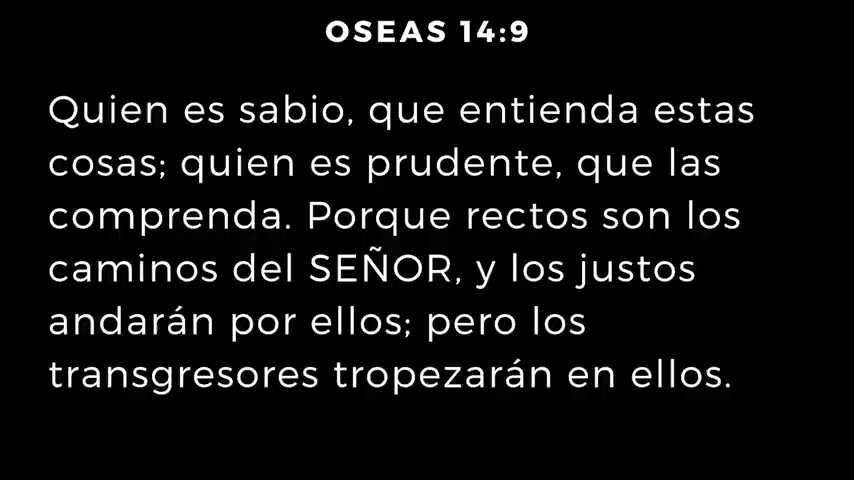 OSEAS 14:9
Quien es sabio, que entienda estas
cosas; quien es prudente, que las
comprenda. Porque rectos son los
caminos del SEÑOR, y los justos
andarán por ellos; pero los
transgresores tropezarán en ellos.